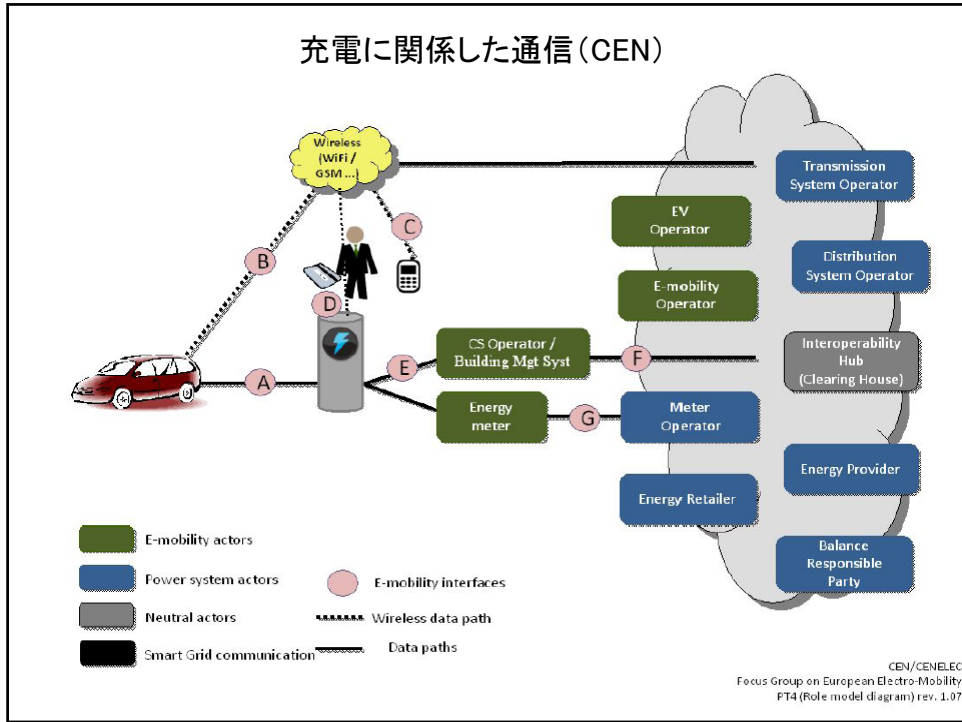 充電に関係した通信（CEN）
Wireless
(WiFi /
GSM ...)
Transmission
System Operator
EV
Operator
C
B
Distribution
System Operator
E-mobility
Operator
D
CS Operator /
Building Mgt Syst
E
F
Interoperability
Hub
(Clearing House)
A
Energy
meter
G
Meter
Operator
Energy Provider
Energy Retailer
E-mobility actors
Balance
Responsible
Party
Power system actors
E-mobility interfaces
Neutral actors
Wireless data path
Smart Grid communication
Data paths
CEN/CENELEC
Focus Group on European Electro-Mobility
PT4 (Role model diagram) rev. 1.07